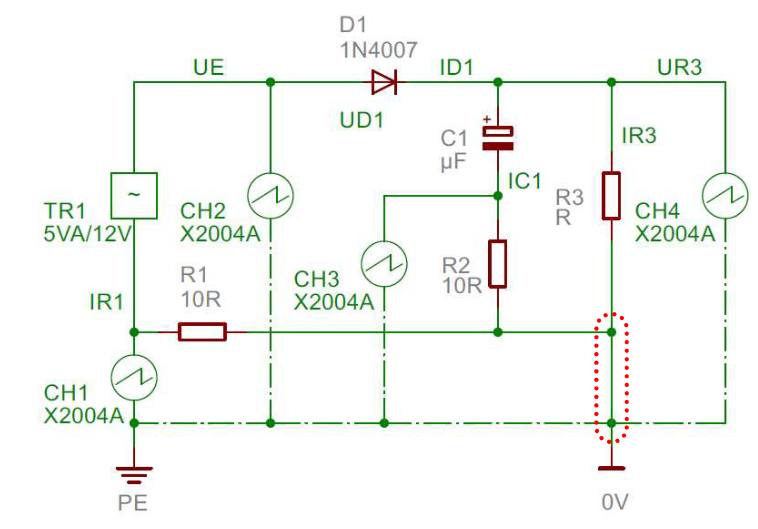 D1
1N4007
UE
ID1
UR3
UD1
+
C1
µF
IR3
IC1
R3
R
~
TR1
5VA/12V
CH2
X2004A
CH4
X2004A
R1
10R
CH3
X2004A
R2
10R
IR1
CH1
X2004A
PE
0V